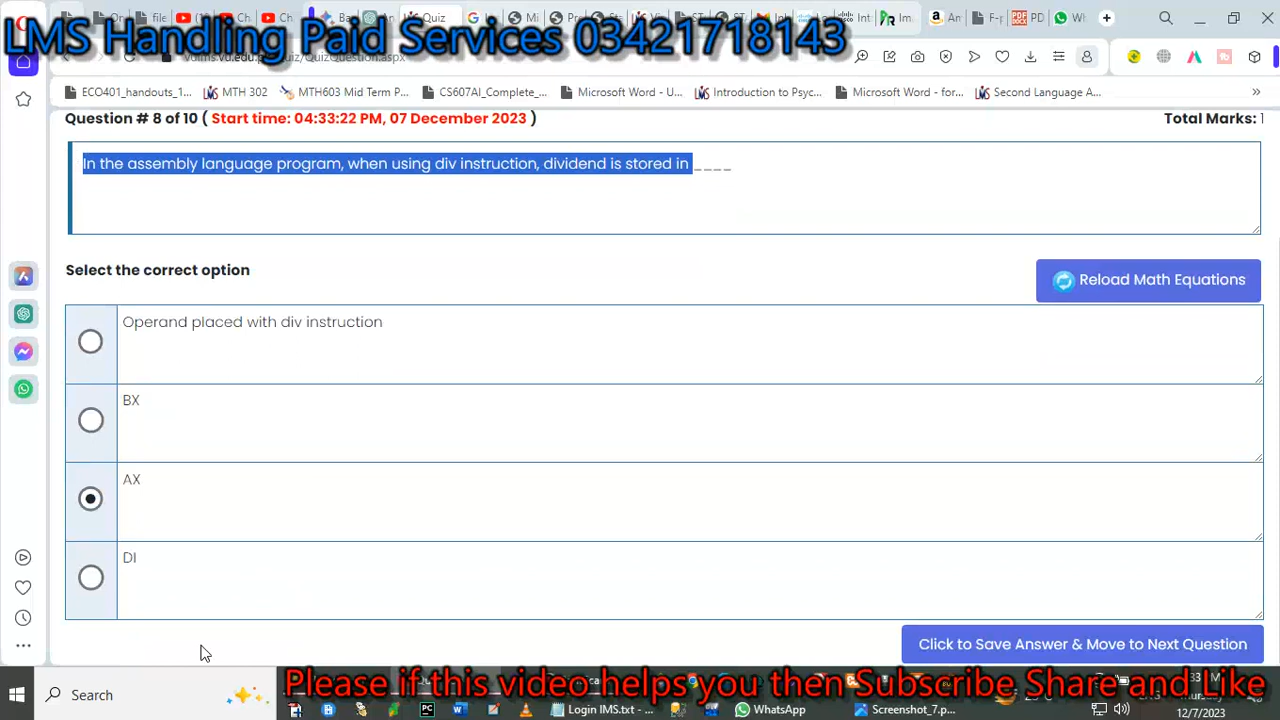 LMS Handling Paid Services 03421718143
Quiz
ECO401_handouts_1... MTH 302 MTH603 Mid Term P... CS607AI_Complete_... Microsoft Word - U... Introduction to Psyc... Microsoft Word - for... Second Language A... »
Question # 8 of 10 ( Start time: 04:33:22 PM, 07 December 2023 ) Total Marks: 1
In the assembly language program, when using div instruction, dividend is stored in _ _ _ _
Select the correct option
Reload Math Equations
Operand placed with div instruction
BX
AX
DI
Click to Save Answer & Move to Next Question
Please if this video helps you then Subscribe Share and Like
Search
Login IMS.txt - ... WhatsApp Screenshot_7.p...
12/7/2023